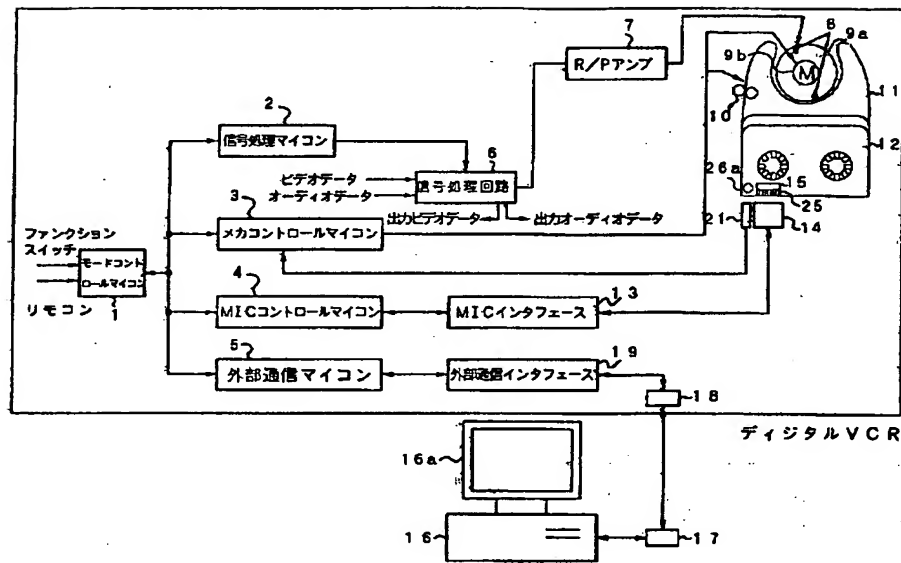 7
R/Pアンプ
8
9a
9b
M
11
10
12
2
信号処理マイコン
6
ビデオデータ
オーディオデータ
信号処理回路
出力ビデオデータ
出力オーディオデータ
26a
15
25
21
14
3
メカコントロールマイコン
ファンクション
スイッチ
モードコント
ロールマイコン
リモコン
1
4
MICコントロールマイコン
13
MICインタフェース
5
外部通信マイコン
19
外部通信インタフェース
18
ディジタルVCR
16a
16
17